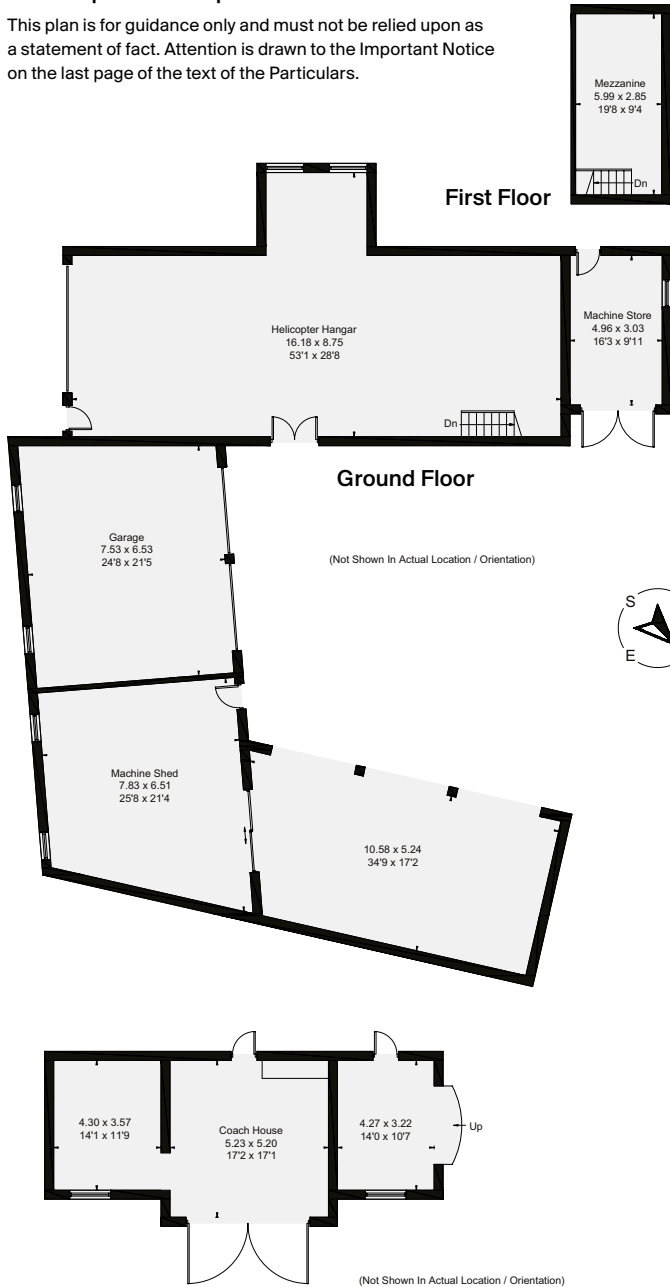 This plan is for guidance only and must not be relied upon as
a statement of fact. Attention is drawn to the Important Notice
on the last page of the text of the Particulars.
Mezzanine
5.99 x 2.85
19'8 x 9'4
Dn
First Floor
Helicopter Hangar
16.18 x 8.75
53'1 x 28'8
Machine Store
4.96 x 3.03
16'3 x 9'11
Dn
Ground Floor
Garage
7.53 x 6.53
24'8 x 21'5
(Not Shown In Actual Location / Orientation)
S
E
Machine Shed
7.83 x 6.51
25'8 x 21'4
10.58 x 5.24
34'9 x 17'2
4.30 x 3.57
14'1 x 11'9
Coach House
5.23 x 5.20
17'2 x 17'1
4.27 x 3.22
14'0 x 10'7
Up
(Not Shown In Actual Location / Orientation)